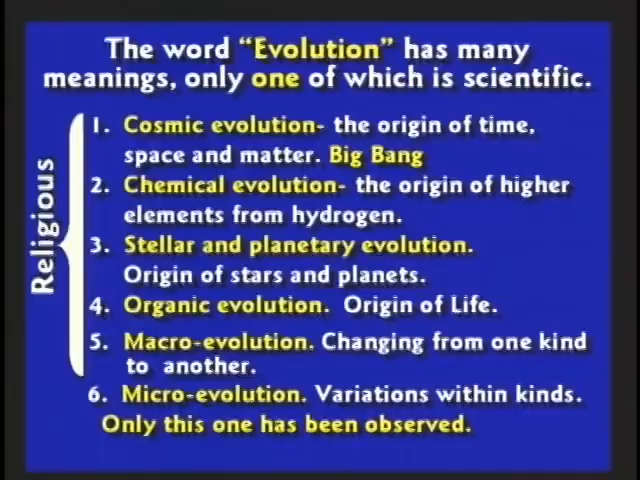 The word “Evolution” has many
meanings, only one of which is scientific.
Religious
1. Cosmic evolution- the origin of time,
space and matter. Big Bang
2. Chemical evolution- the origin of higher
elements from hydrogen.
3. Stellar and planetary evolution.
Origin of stars and planets.
4. Organic evolution. Origin of Life.
5. Macro-evolution. Changing from one kind
to another.
6. Micro-evolution. Variations within kinds.
Only this one has been observed.